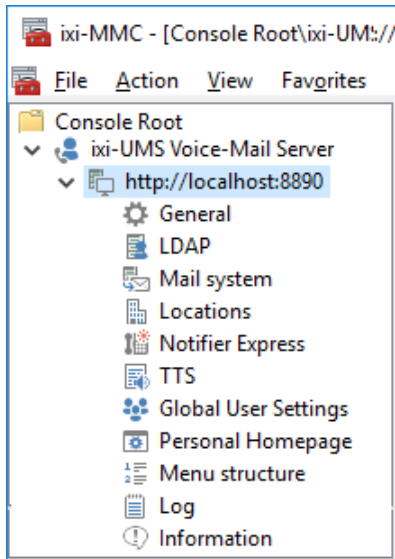 ixi-MMC - [Console Root\ixi-UM!://
File Action View Favorites
Console Root
ixi-UMS Voice-Mail Server
http://localhost:8890
General
LDAP
Mail system
Locations
Notifier Express
TTS
Global User Settings
Personal Homepage
Menu structure
Log
Information